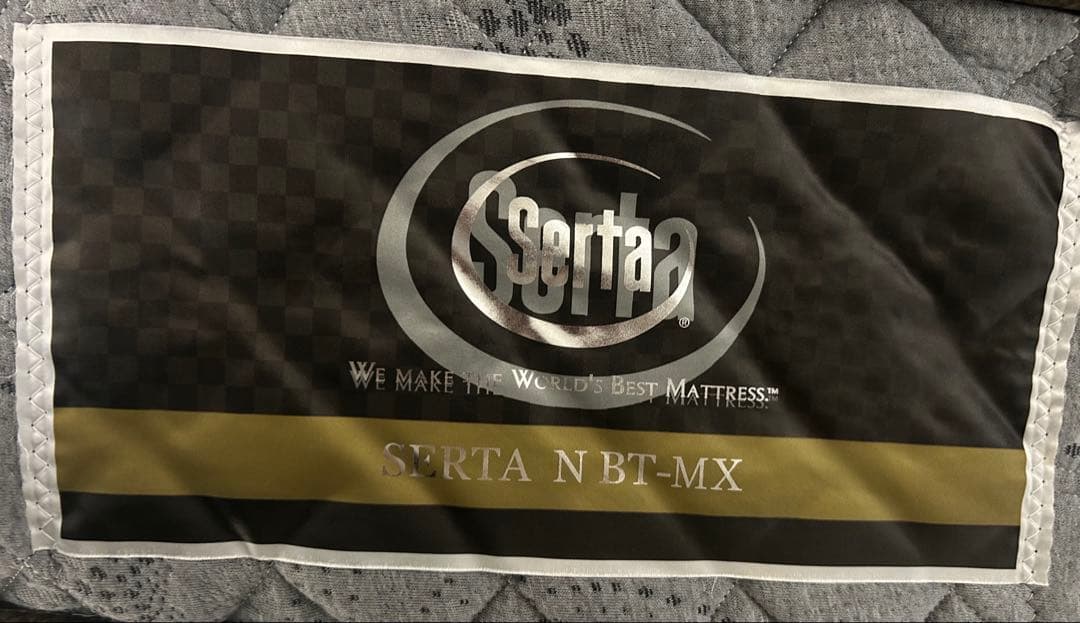 Serta®
WE MAKE THE WORLD'S BEST MATTRESS.™
SERTA N BT-MX